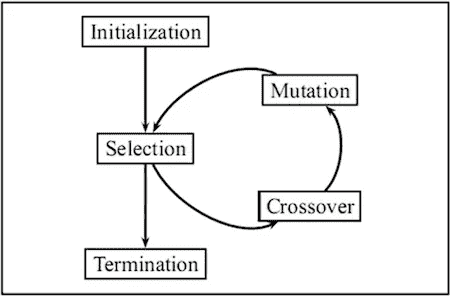 Initialization
Mutation
Selection
Crossover
Termination